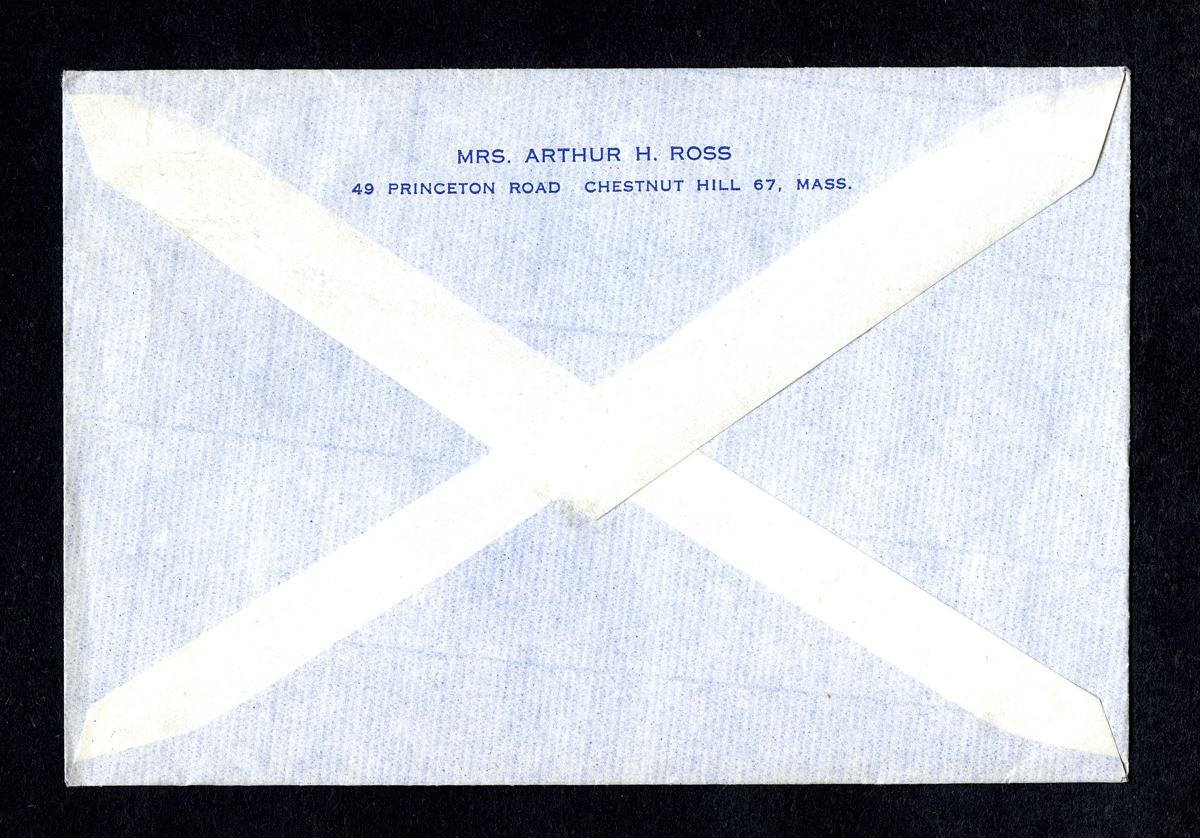 MRS. ARTHUR H. ROSS
49 PRINCETON ROAD CHESTNUT HILL 67, MASS.